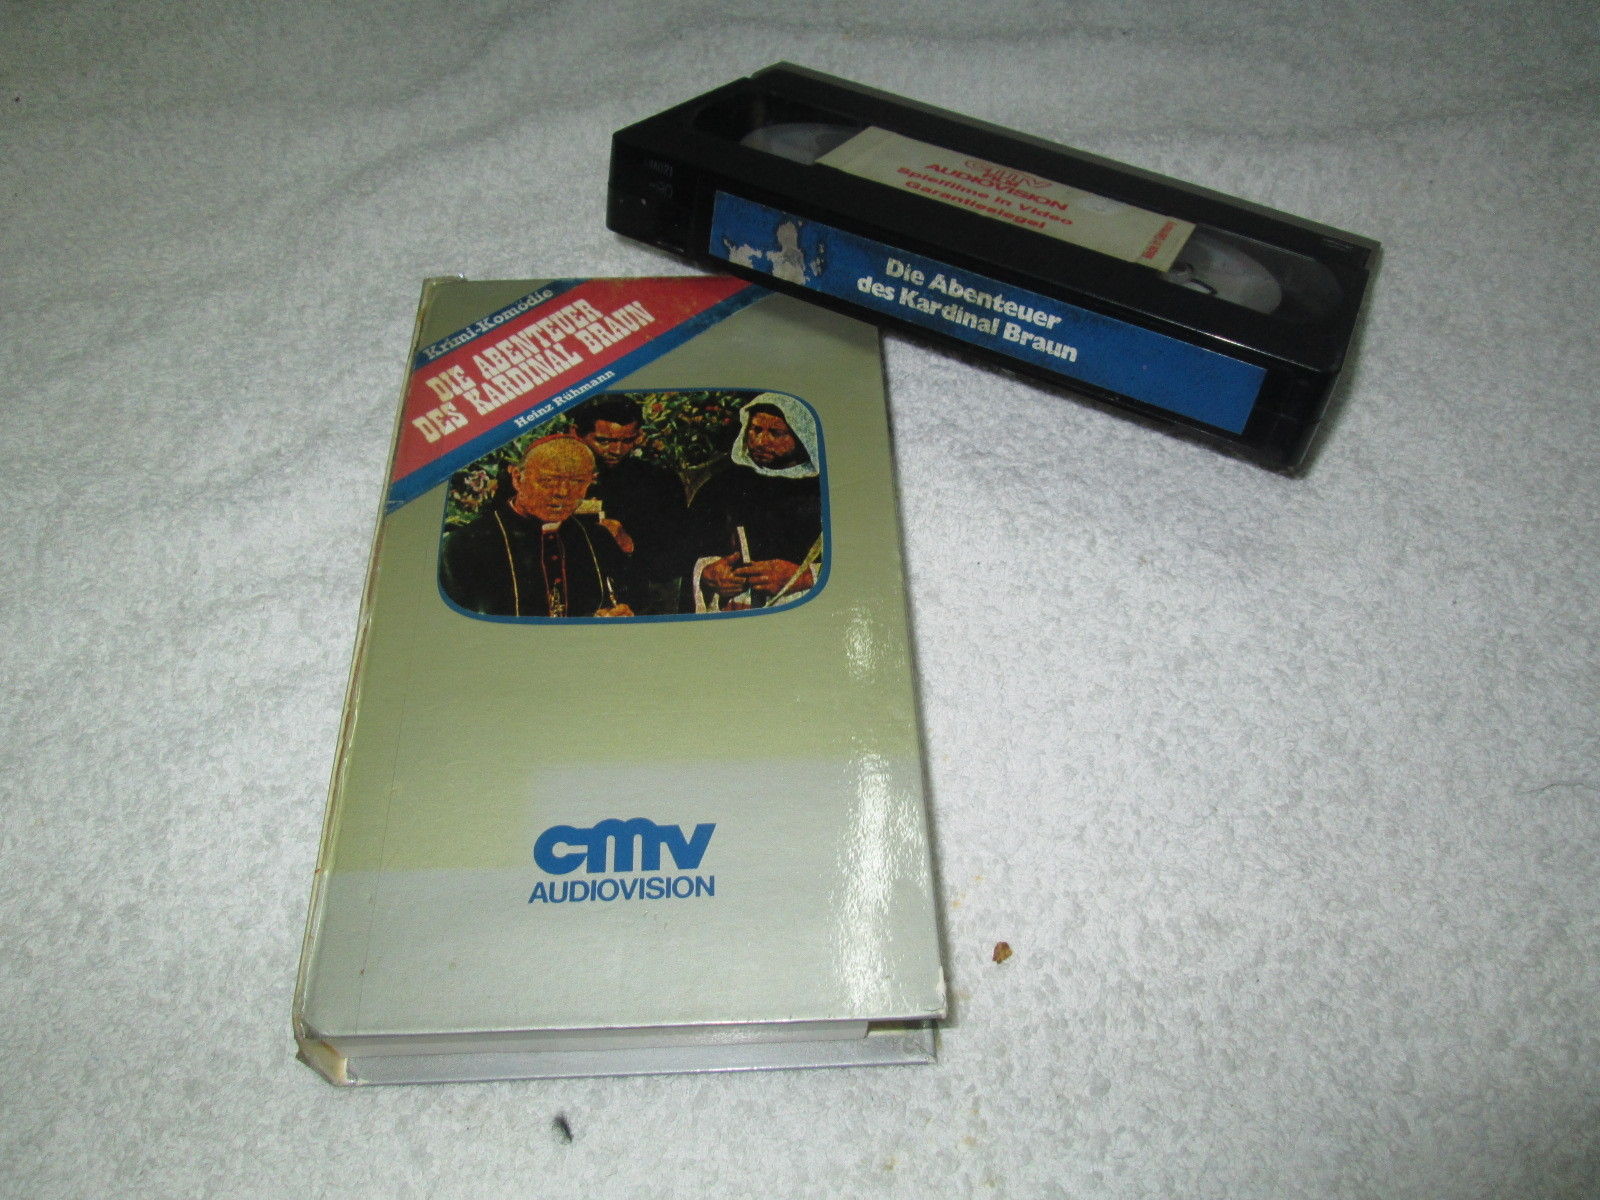 Krimi-Komödie
DIE ABENTEUER
DES KARDINAL BRAUN
Heinz Rühmann
cmv
AUDIOVISION
cmv
AUDIOVISION
Spielfilme in Video
Garantiesiegel
Die Abenteuer
des Kardinal Braun